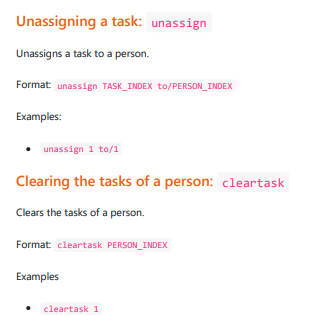 Unassigning a task: unassign
Unassigns a task to a person.
Format: unassign TASK_INDEX to/PERSON_INDEX
Examples:
• unassign 1 to/1
Clearing the tasks of a person: cleartask
Clears the tasks of a person.
Format: cleartask PERSON_INDEX
Examples
• cleartask 1